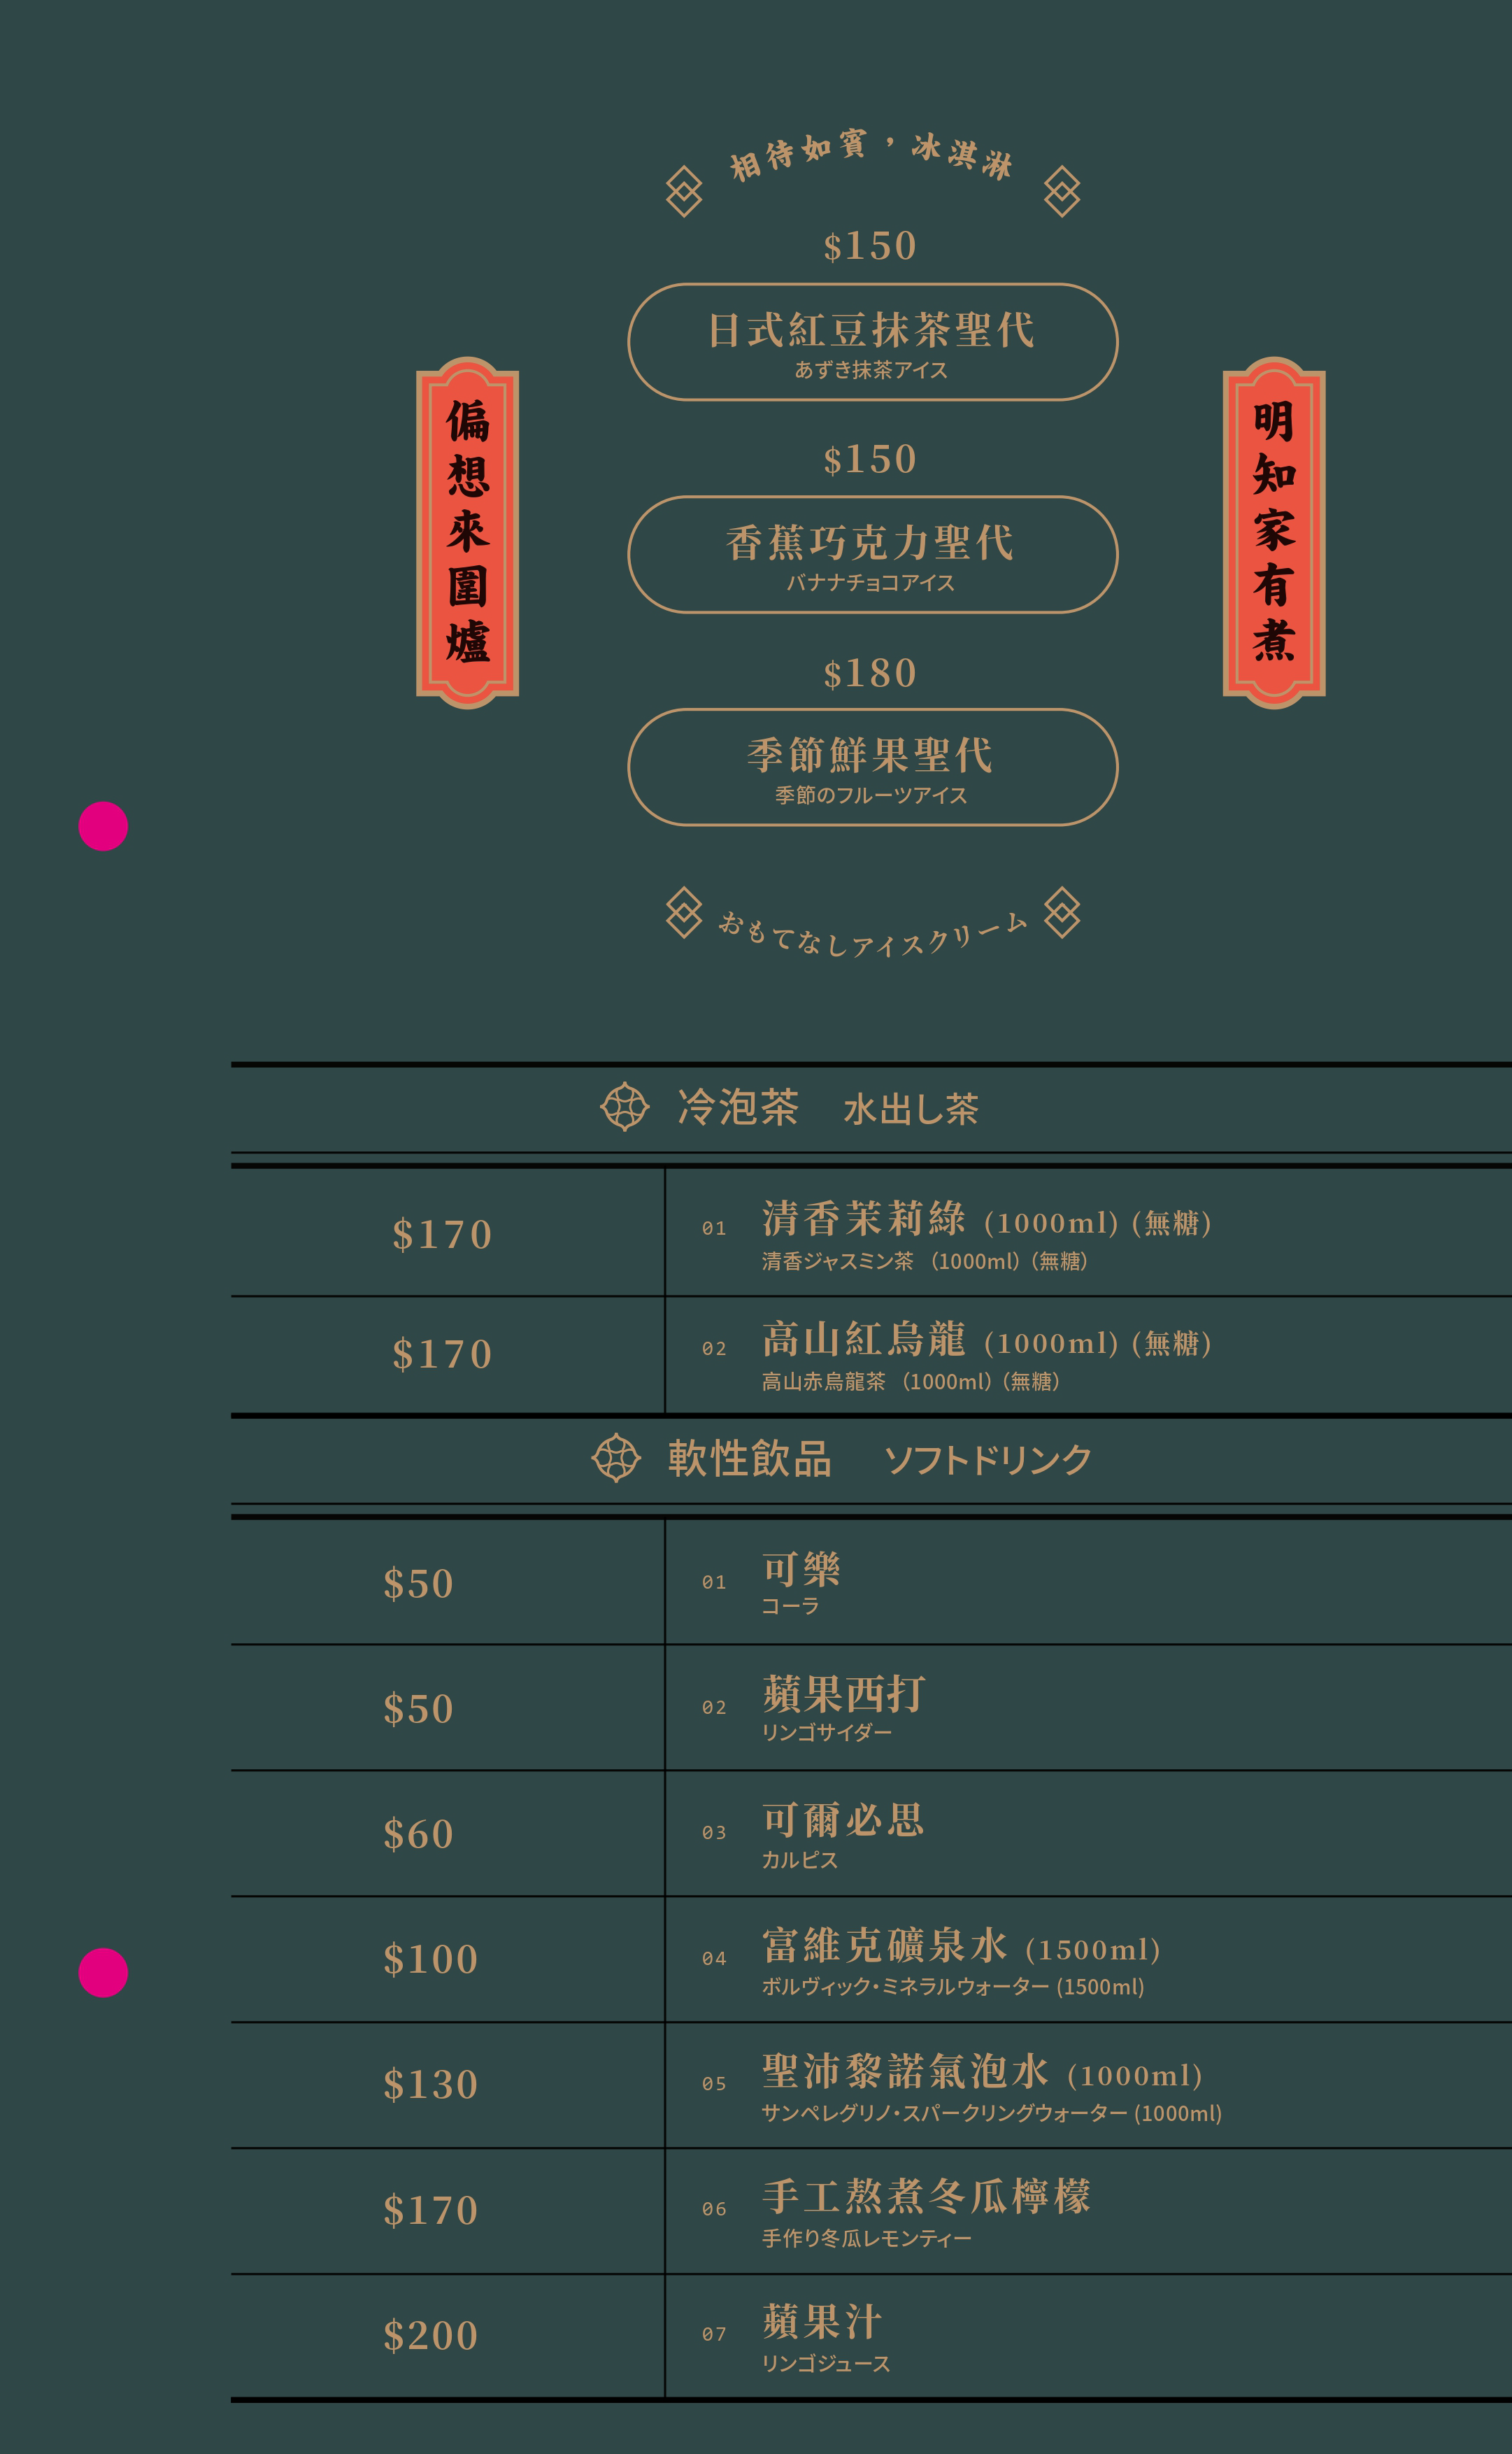 相待如賓，冰淇淋
$150
日式紅豆抹茶聖代
あずき抹茶アイス
$150
香蕉巧克力聖代
バナナチョコアイス
$180
季節鮮果聖代
季節のフルーツアイス
明知家有煮
偏想來圍爐
おもてなしアイスクリーム
冷泡茶 水出し茶
$170
01 清香茉莉綠 (1000ml) (無糖)
清香ジャスミン茶 （1000ml）（無糖）
$170
02 高山紅烏龍 (1000ml) (無糖)
高山赤烏龍茶 （1000ml）（無糖）
軟性飲品 ソフトドリンク
$50
01 可樂
コーラ
$50
02 蘋果西打
リンゴサイダー
$60
03 可爾必思
カルピス
$100
04 富維克礦泉水 (1500ml)
ボルヴィック・ミネラルウォーター (1500ml)
$130
05 聖沛黎諾氣泡水 (1000ml)
サンペレグリノ・スパークリングウォーター (1000ml)
$170
06 手工熬煮冬瓜檸檬
手作り冬瓜レモンティー
$200
07 蘋果汁
リンゴジュース